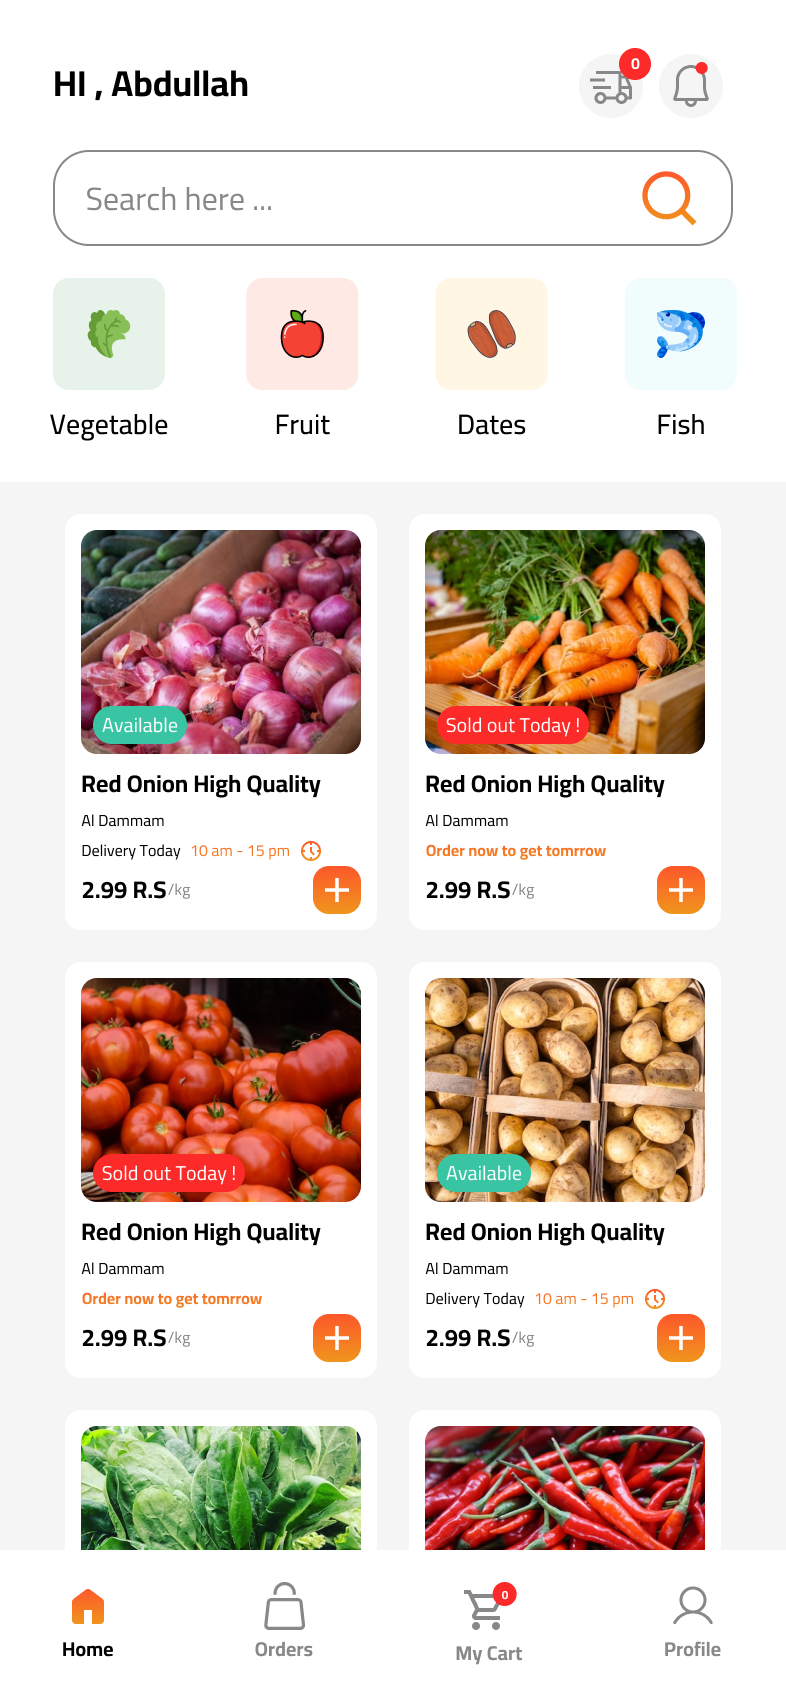 HI , Abdullah
0
Search here ...
Vegetable
Fruit
Dates
Fish
Available
Red Onion High Quality
Al Dammam
Delivery Today 10 am - 15 pm
2.99 R.S/kg
Sold out Today !
Red Onion High Quality
Al Dammam
Order now to get tomrrow
2.99 R.S/kg
Sold out Today !
Red Onion High Quality
Al Dammam
Order now to get tomrrow
2.99 R.S/kg
Available
Red Onion High Quality
Al Dammam
Delivery Today 10 am - 15 pm
2.99 R.S/kg
Home
Orders
0
My Cart
Profile